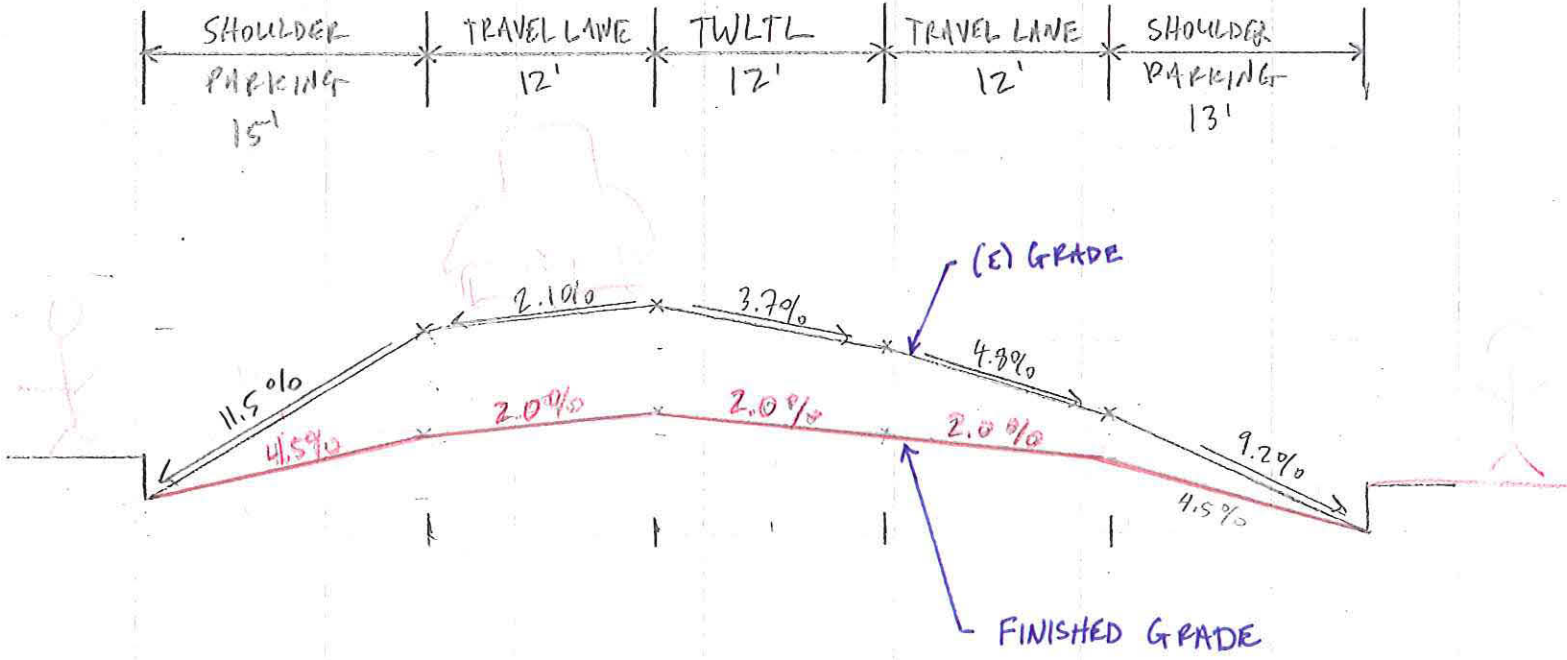 SHOULDER
PARKING
15'
TRAVEL LANE
12'
TWLTL
12'
TRAVEL LANE
12'
SHOULDER
PARKING
13'
(E) GRADE
11.5%
2.1%
3.7%
4.8%
9.2%
4.5%
2.0%
2.0%
2.0%
4.5%
FINISHED GRADE